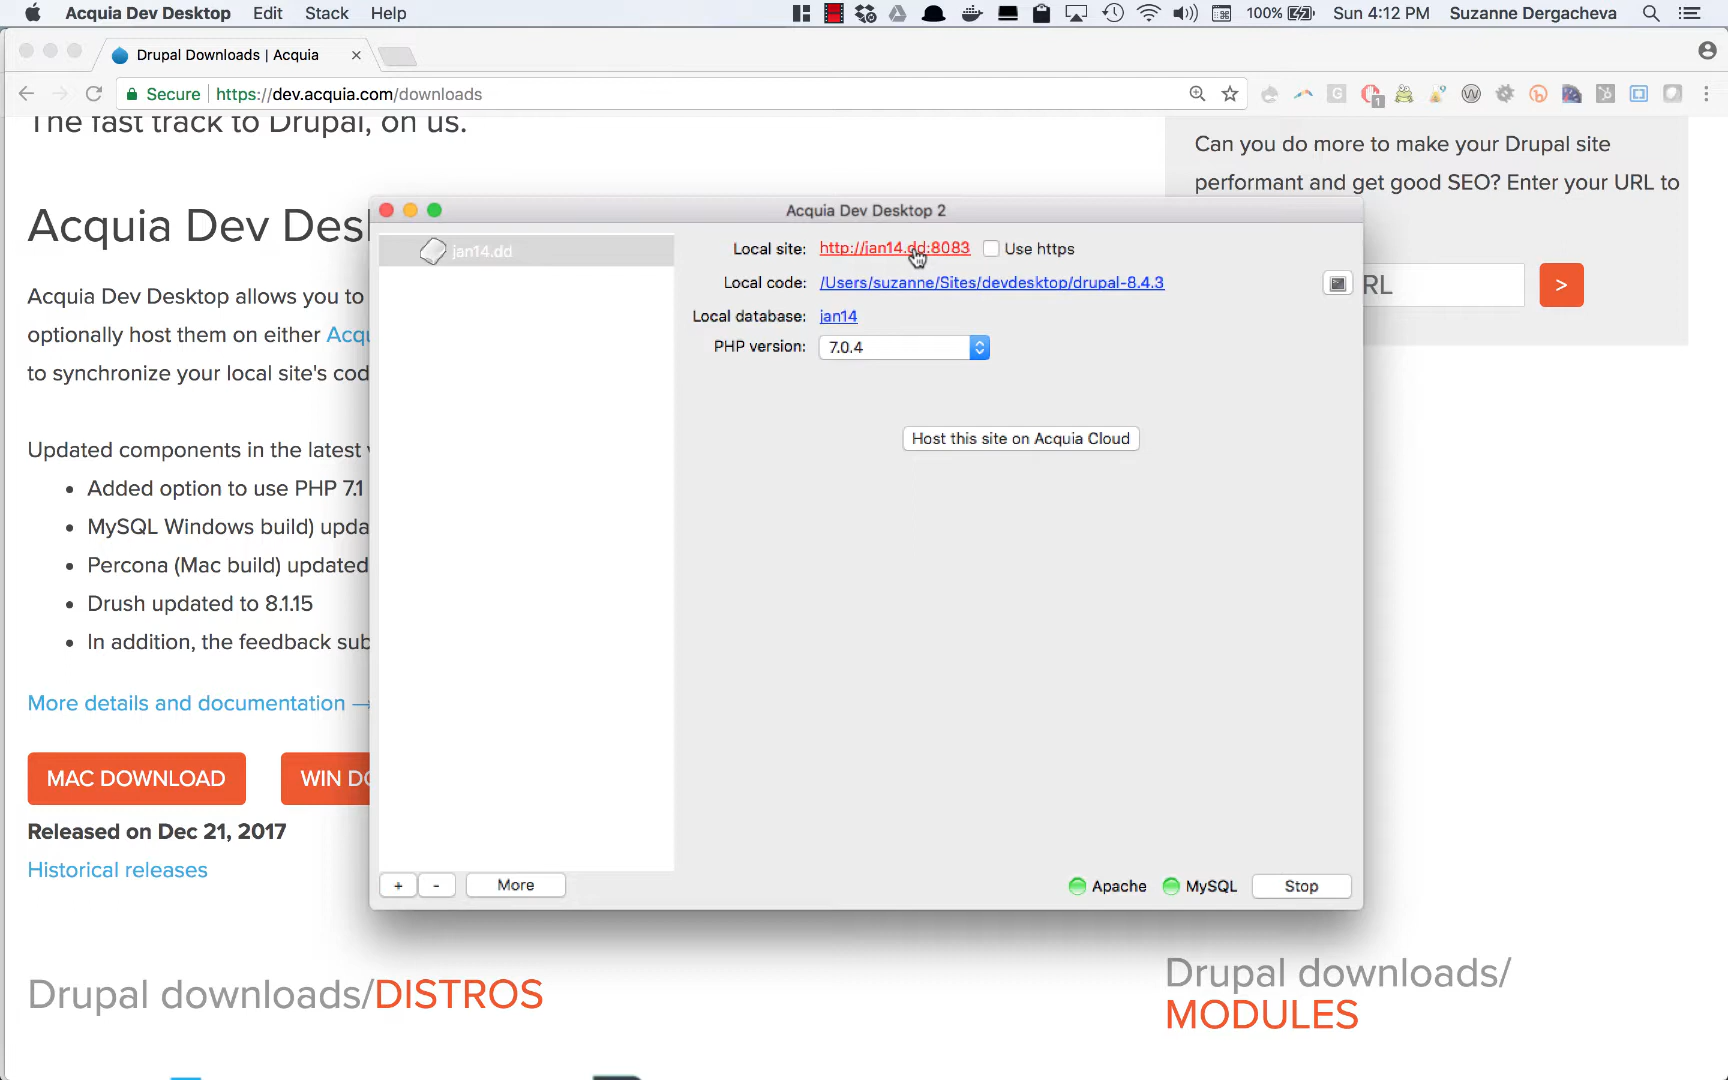 Acquia Dev Desktop Edit Stack Help
100% Sun 4:12 PM Suzanne Dergacheva
Drupal Downloads | Acquia
Secure https://dev.acquia.com/downloads
The fast track to Drupal, on us.
Can you do more to make your Drupal site
performant and get good SEO? Enter your URL to
RL >
Acquia Dev Des
Acquia Dev Desktop allows you to
optionally host them on either Acqu
to synchronize your local site's cod
Updated components in the latest v
• Added option to use PHP 7.1
• MySQL Windows build) upda
• Percona (Mac build) updated
• Drush updated to 8.1.15
• In addition, the feedback sub
More details and documentation →
MAC DOWNLOAD WIN DO
Released on Dec 21, 2017
Historical releases
Acquia Dev Desktop 2
jan14.dd
Local site: http://jan14.dd:8083 Use https
Local code: /Users/suzanne/Sites/devdesktop/drupal-8.4.3
Local database: jan14
PHP version: 7.0.4
Host this site on Acquia Cloud
+ - More
Apache MySQL Stop
Drupal downloads/DISTROS
Drupal downloads/
MODULES